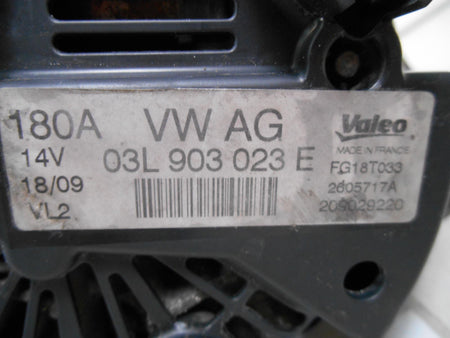 180A VW AG Valeo
14V 03L 903 023 E MADE IN FRANCE
18/09 FG18T033
VL2 2605717A
209029220